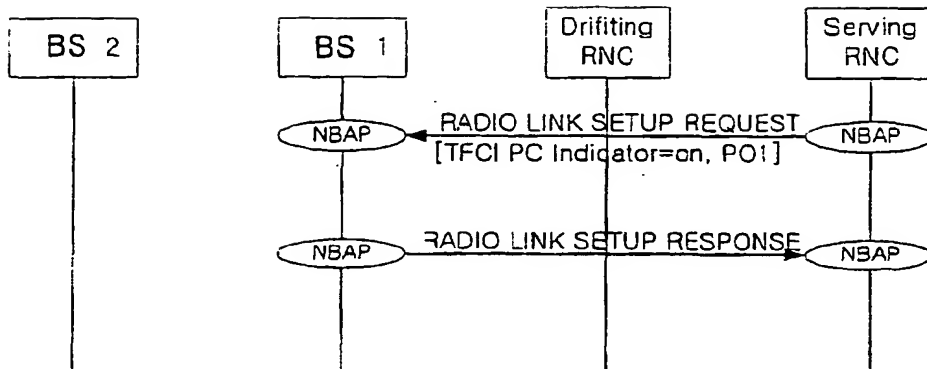 BS 2
BS 1
Drifiting
RNC
Serving
RNC
NBAP
RADIO LINK SETUP REQUEST
NBAP
[TFCI PC Indicator=on, PO1]
NBAP
RADIO LINK SETUP RESPONSE
NBAP